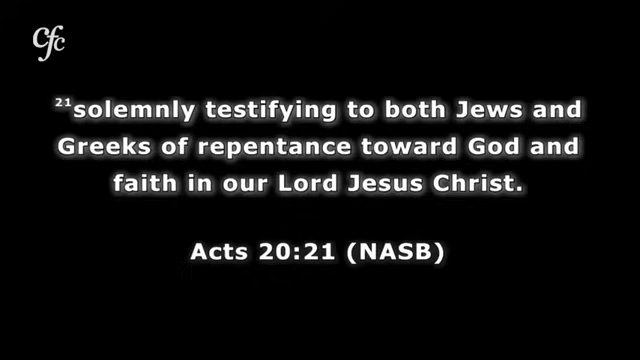 cfc
21solemnly testifying to both Jews and
Greeks of repentance toward God and
faith in our Lord Jesus Christ.
Acts 20:21 (NASB)